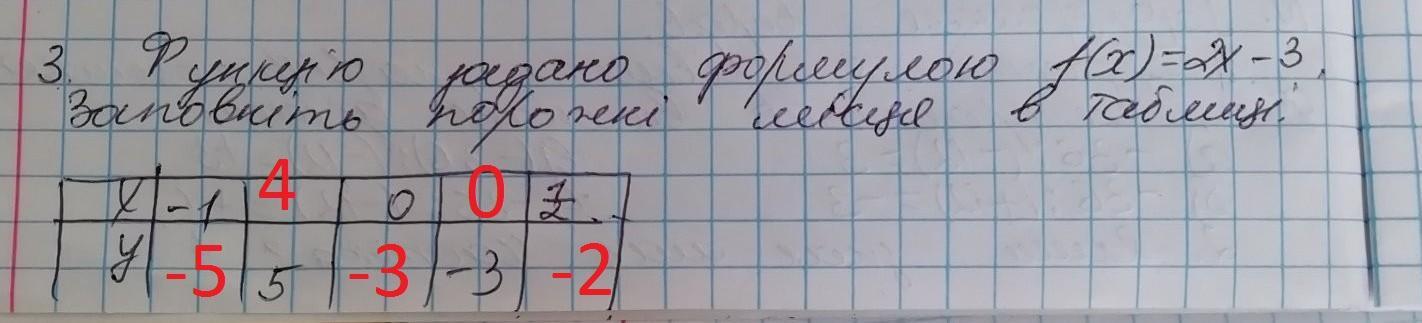 3. Функцію задано формулою f(x)=2x-3.
Заповніть порожні місця в таблиці.
x -1 4 0 0 1/2
y -5 5 -3 -3 -2